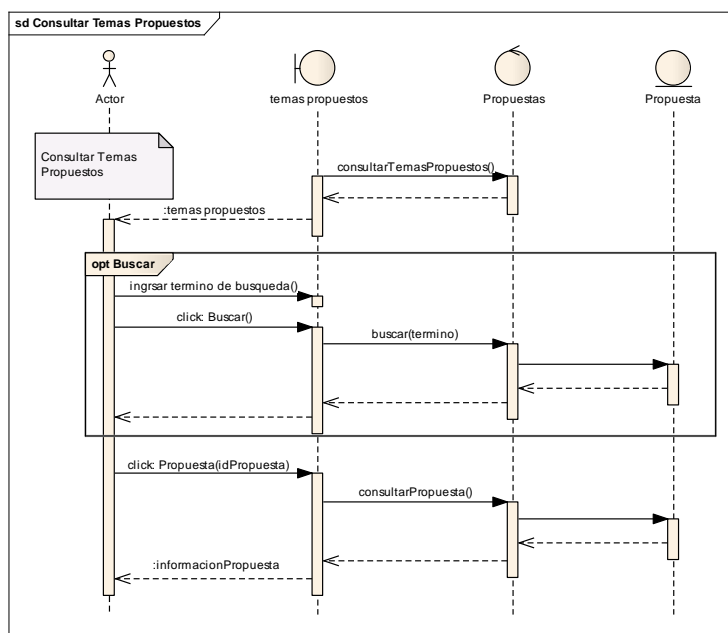 sd Consultar Temas Propuestos
Actor
temas propuestos
Propuestas
Propuesta
Consultar Temas
Propuestos
consultarTemasPropuestos()
:temas propuestos
opt Buscar
ingrsar termino de busqueda()
click: Buscar()
buscar(termino)
click: Propuesta(idPropuesta)
consultarPropuesta()
:informacionPropuesta